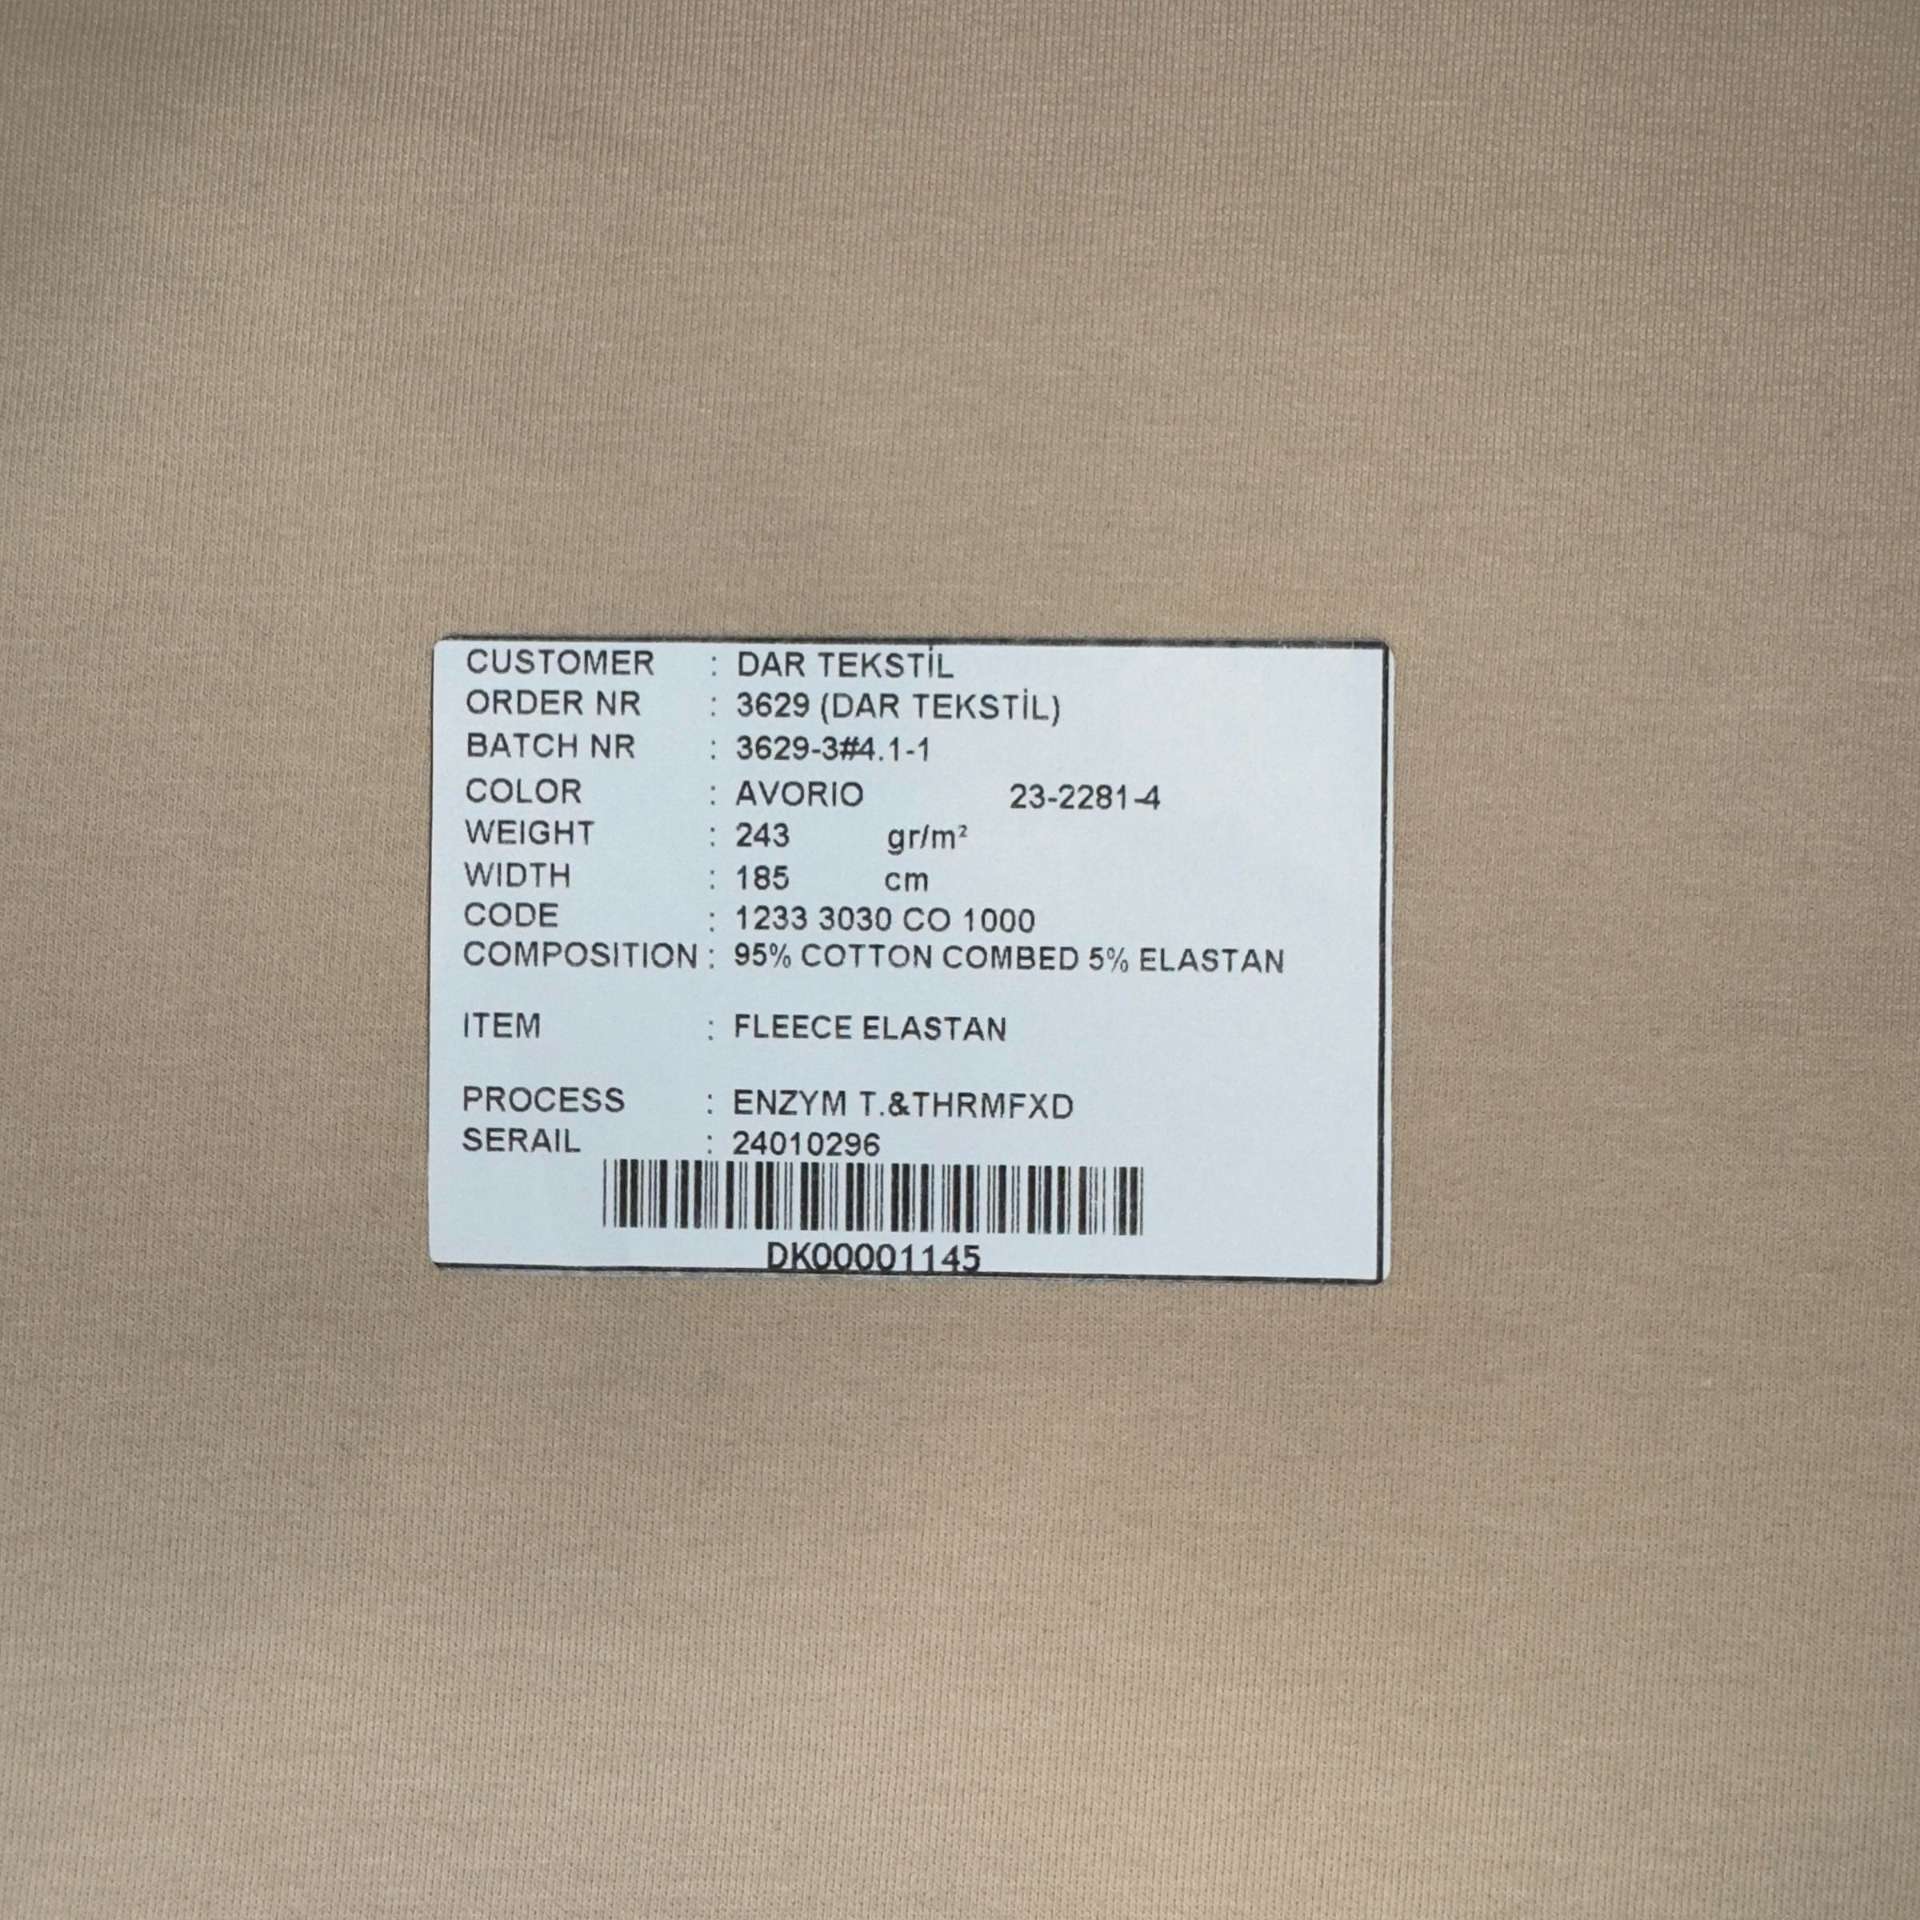 CUSTOMER : DAR TEKSTİL
ORDER NR : 3629 (DAR TEKSTİL)
BATCH NR : 3629-3#4.1-1
COLOR : AVORIO 23-2281-4
WEIGHT : 243 gr/m²
WIDTH : 185 cm
CODE : 1233 3030 CO 1000
COMPOSITION : 95% COTTON COMBED 5% ELASTAN
ITEM : FLEECE ELASTAN
PROCESS : ENZYM T.&THRMFXD
SERAIL : 24010296
DK00001145